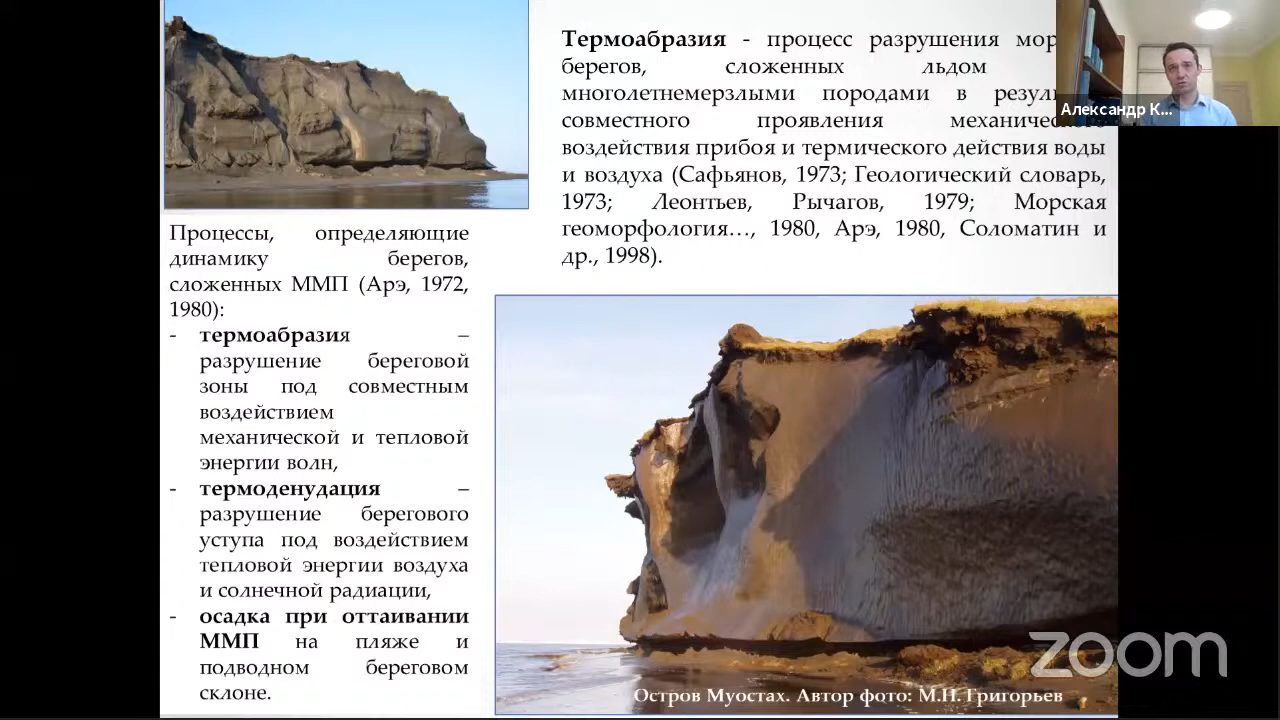 Термоабразия - процесс разрушения мор
берегов, сложенных льдом
многолетнемерзлыми породами в резул
совместного проявления механическ
воздействия прибоя и термического действия воды
и воздуха (Сафьянов, 1973; Геологический словарь,
1973; Леонтьев, Рычагов, 1979; Морская
геоморфология…, 1980, Арэ, 1980, Соломатин и
др., 1998).
Александр К...
Процессы, определяющие
динамику берегов,
сложенных ММП (Арэ, 1972,
1980):
- термоабразия –
разрушение береговой
зоны под совместным
воздействием
механической и тепловой
энергии волн,
- термоденудация –
разрушение берегового
уступа под воздействием
тепловой энергии воздуха
и солнечной радиации,
- осадка при оттаивании
ММП на пляже и
подводном береговом
склоне.
Остров Муостах. Автор фото: М.Н. Григорьев
zoom